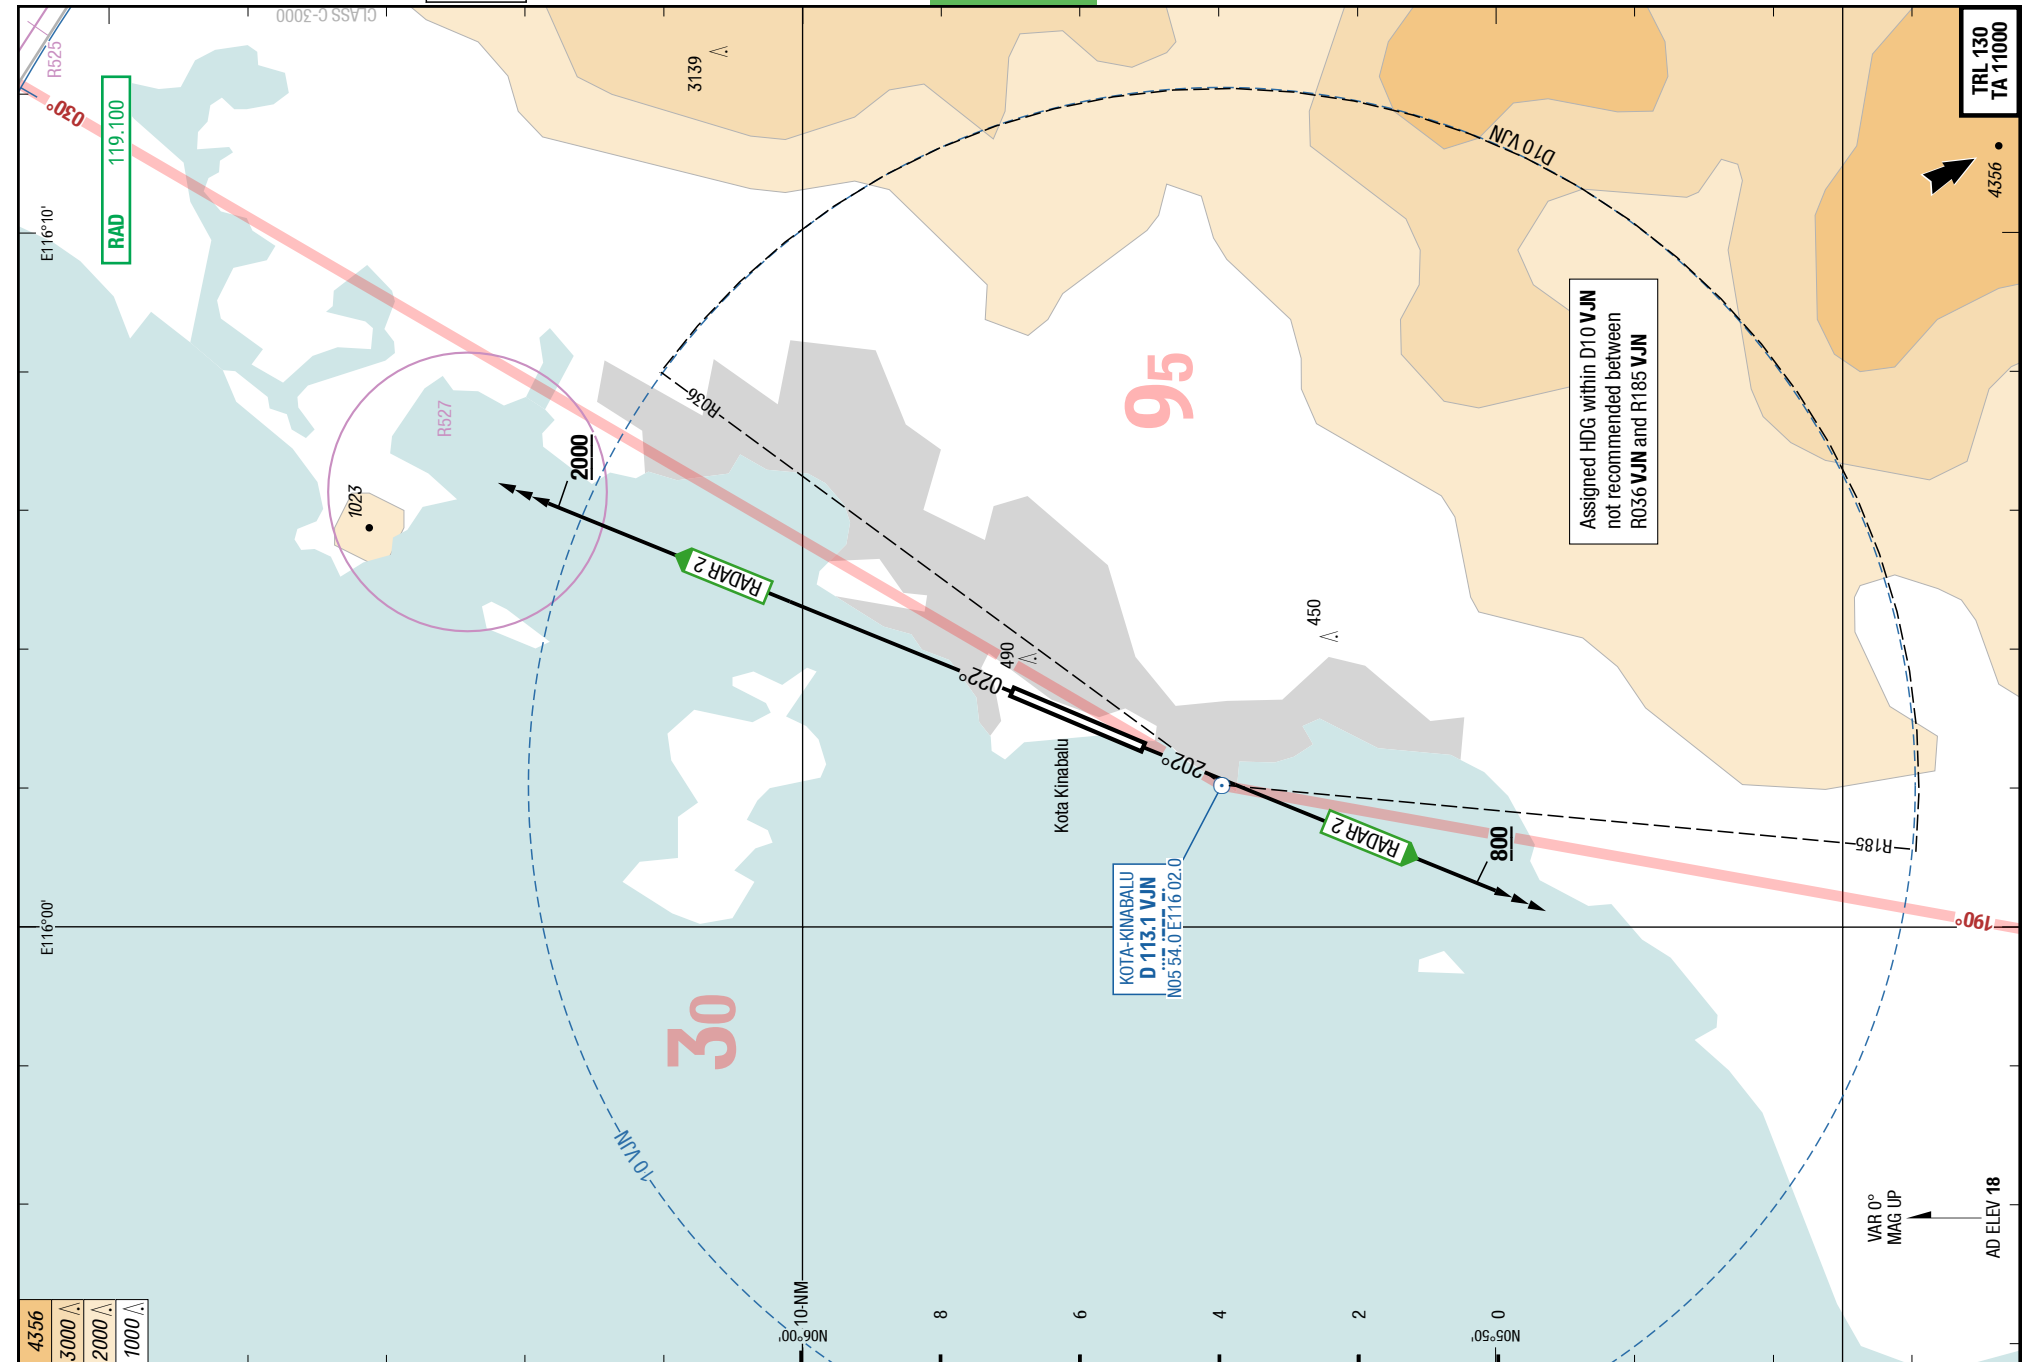 CLASS C-3000
R525
030°
RAD 119.100
E116°10'
3139
D10 VJN
TRL 130
TA 11000
4356
R527
1023
2000
R036
95
Assigned HDG within D10 VJN
not recommended between
R036 VJN and R185 VJN
RADAR 2
490
450
022°
Kota Kinabalu
202°
RADAR 2
800
R185
190°
E116°00'
KOTA-KINABALU
D 113.1 VJN
N05 54.0 E116 02.0
30
10 VJN
VAR 0°
MAG UP
AD ELEV 18
4356
3000
2000
1000
10-NM
8
6
4
2
0
N06°00'
N05°50'